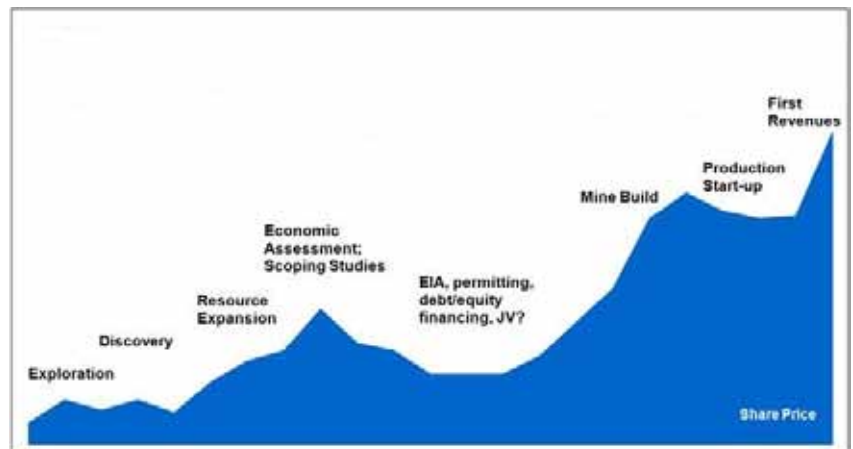 Exploration
Discovery
Resource
Expansion
Economic
Assessment;
Scoping Studies
EIA, permitting,
debt/equity
financing, JV?
Mine Build
Production
Start-up
First
Revenues
Share Price